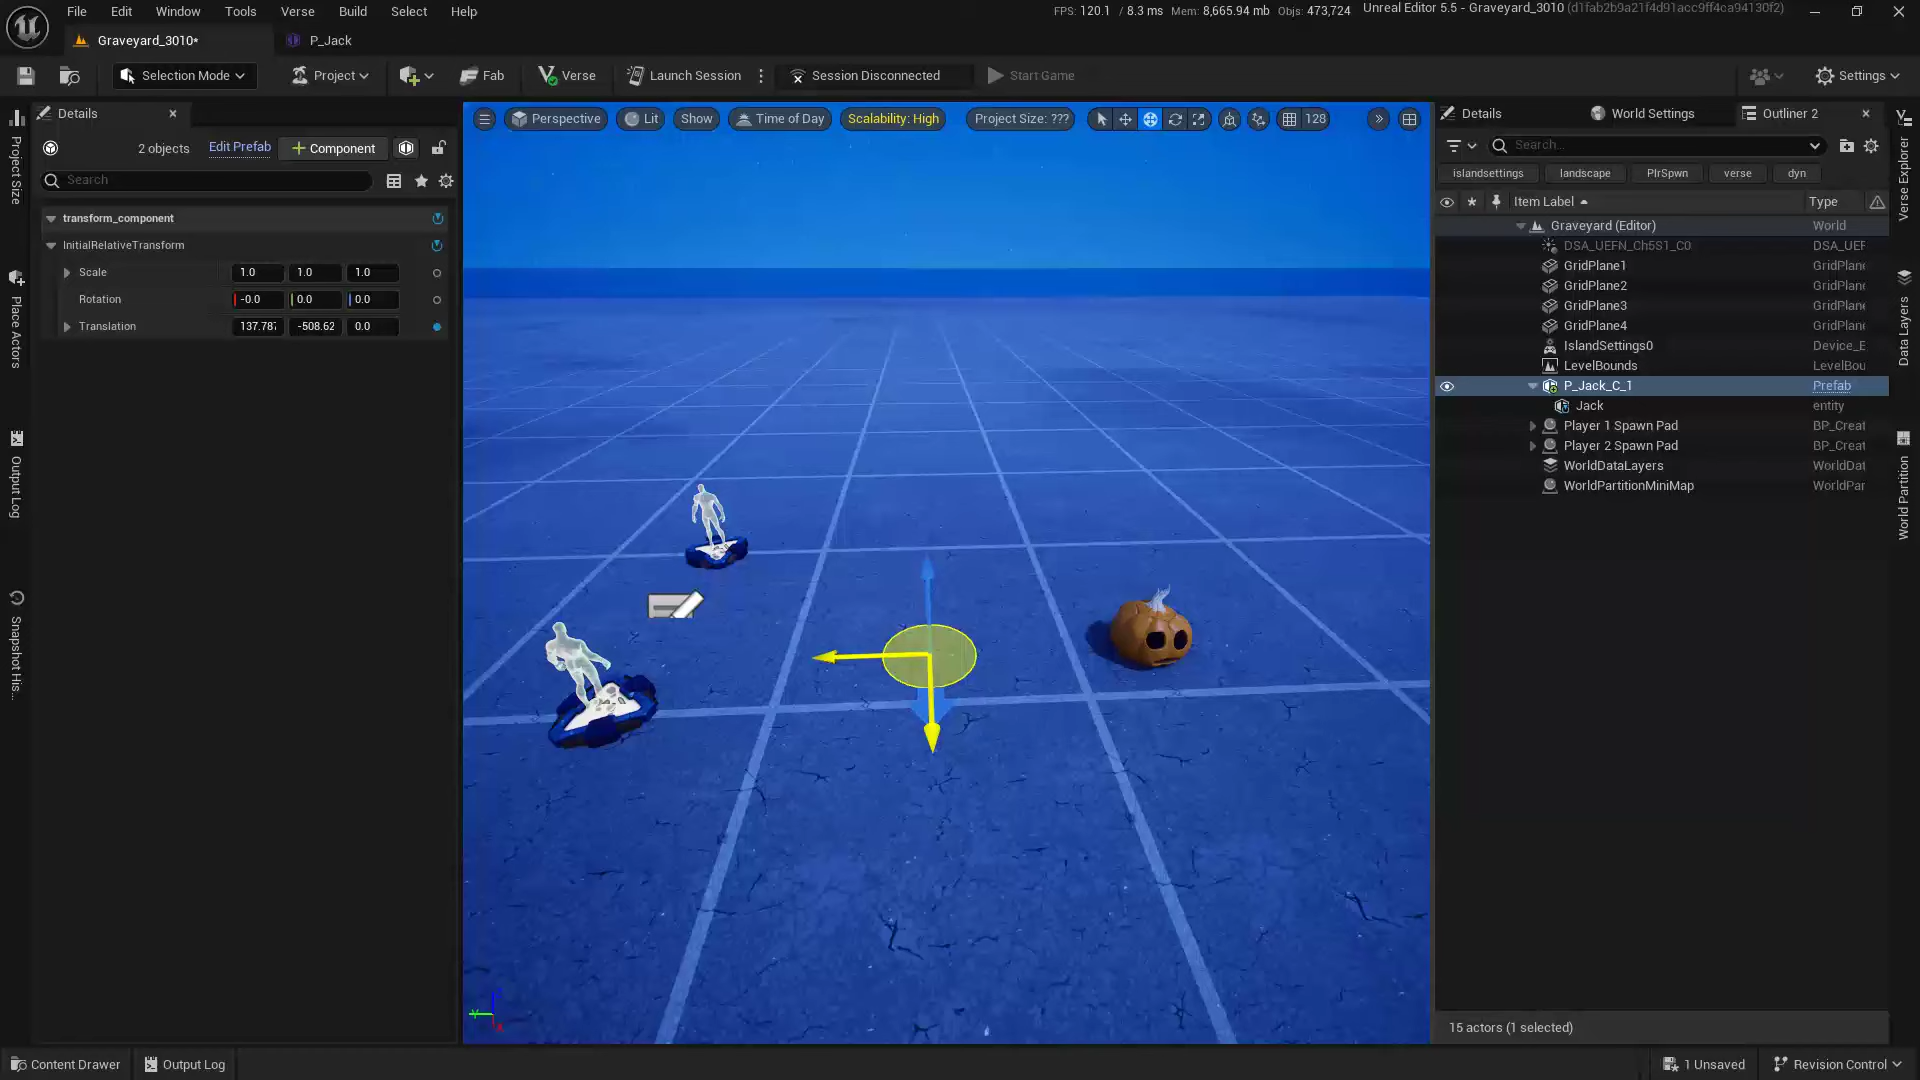 File Edit Window Tools Verse Build Select Help
FPS: 120.1 / 8.3 ms Mem: 8,665.94 mb Objs: 473,724 Unreal Editor 5.5 - Graveyard_3010 (d1fab2b9a21f4d91acc9ff4ca94130f2)
Graveyard_3010*
P_Jack
Selection Mode
Project
Fab
Verse
Launch Session
Session Disconnected
Start Game
Settings
Project Size
Place Actors
Output Log
Snapshot His...
Details
2 objects Edit Prefab + Component
Search
transform_component
InitialRelativeTransform
Scale 1.0 1.0 1.0
Rotation -0.0 0.0 0.0
Translation 137.787 -508.62 0.0
Perspective Lit Show Time of Day Scalability: High Project Size: ??? 128
Details World Settings Outliner 2
Search...
islandsettings landscape PlrSpwn verse dyn
Item Label Type
Graveyard (Editor) World
DSA_UEFN_Ch5S1_C0 DSA_UEF
GridPlane1 GridPlane
GridPlane2 GridPlane
GridPlane3 GridPlane
GridPlane4 GridPlane
IslandSettings0 Device_E
LevelBounds LevelBou
P_Jack_C_1 Prefab
Jack entity
Player 1 Spawn Pad BP_Creat
Player 2 Spawn Pad BP_Creat
WorldDataLayers WorldDat
WorldPartitionMiniMap WorldPar
15 actors (1 selected)
Verse Explorer
Data Layers
World Partition
Content Drawer Output Log
1 Unsaved Revision Control